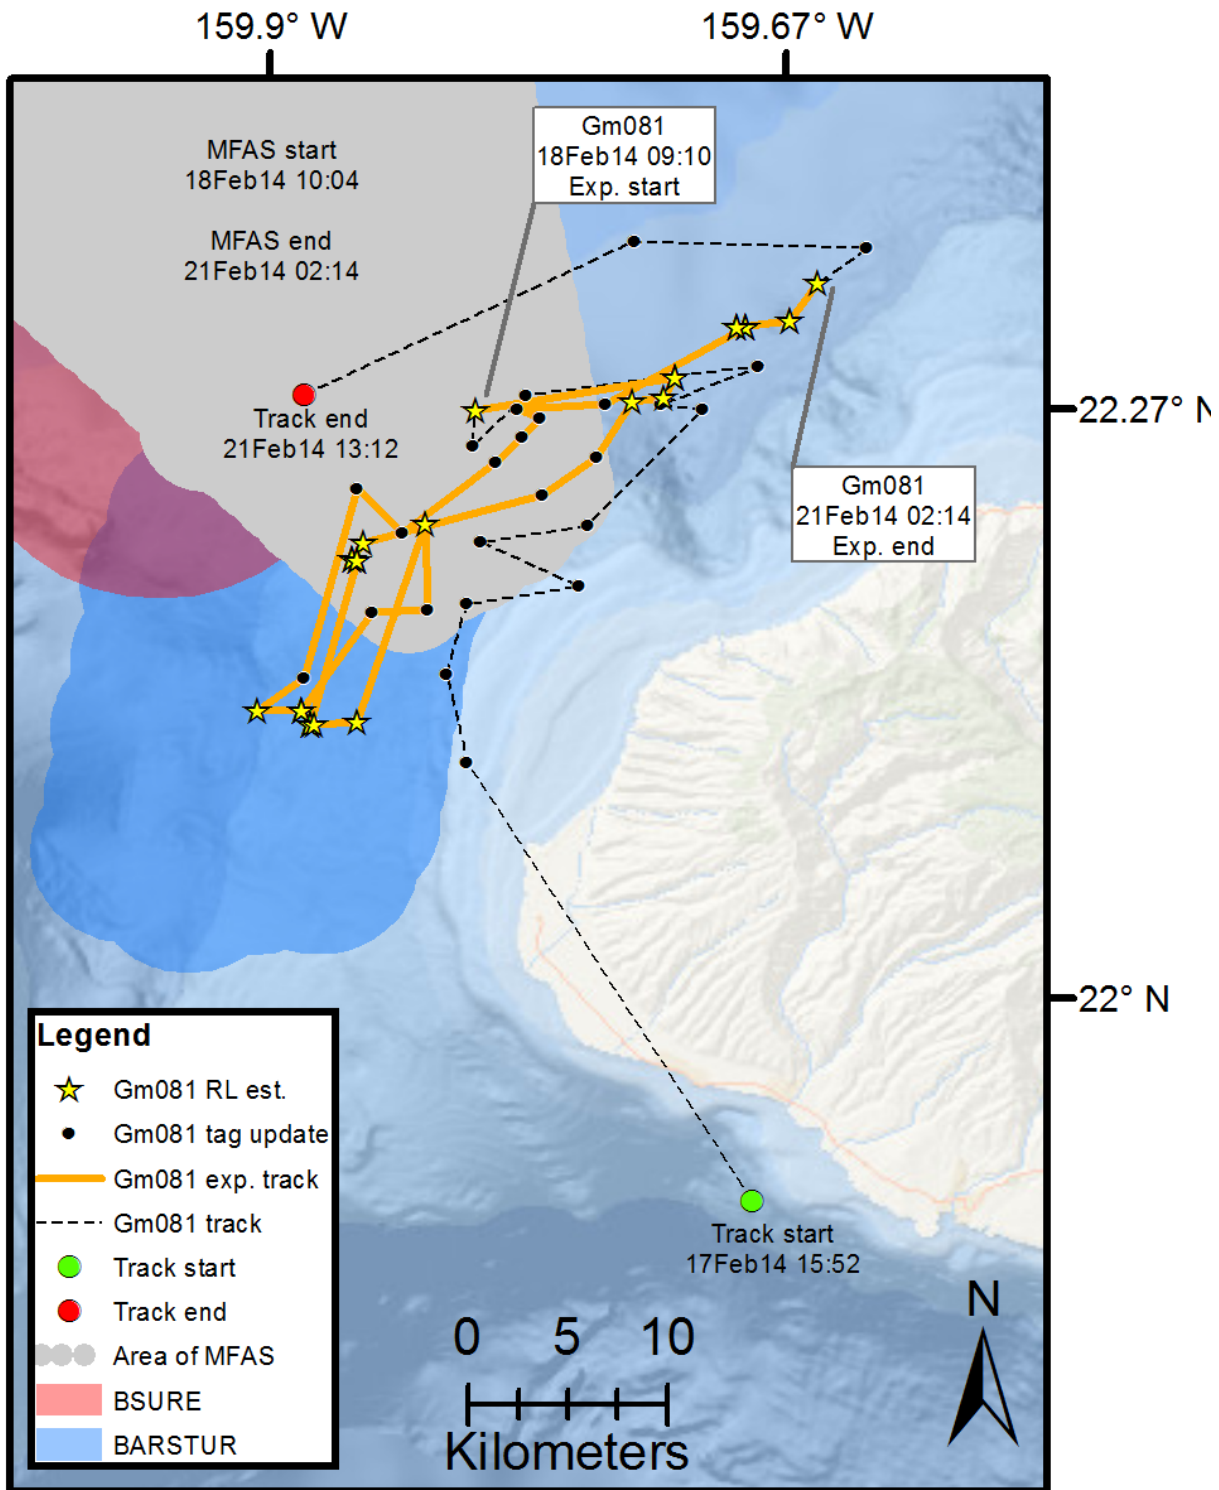 159.9° W
159.67° W
MFAS start
18Feb14 10:04
MFAS end
21Feb14 02:14
Gm081
18Feb14 09:10
Exp. start
Track end
21Feb14 13:12
22.27° N
Gm081
21Feb14 02:14
Exp. end
22° N
Track start
17Feb14 15:52
Legend
Gm081 RL est.
Gm081 tag update
Gm081 exp. track
Gm081 track
Track start
Track end
Area of MFAS
BSURE
BARSTUR
0 5 10
Kilometers
N